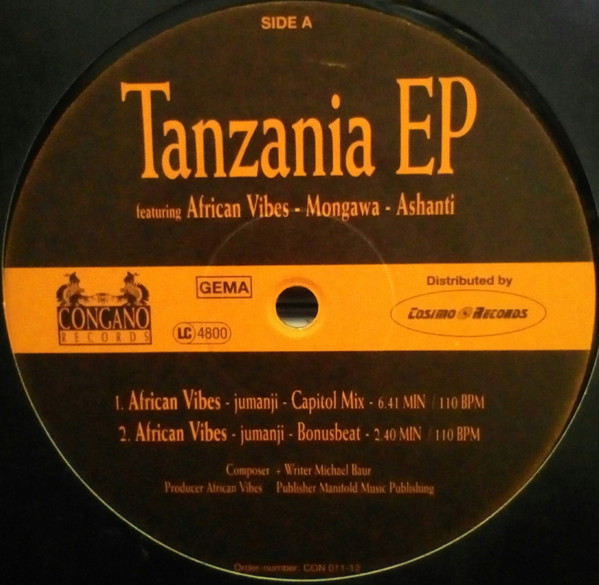 SIDE A
Tanzania EP
featuring African Vibes - Mongawa - Ashanti
GEMA
Distributed by
CONGANO
RECORDS
LC 4800
COSIMO RECORDS
1. African Vibes - jumanji - Capitol Mix - 6.41 MIN / 110 BPM
2. African Vibes - jumanji - Bonusbeat - 2.40 MIN / 110 BPM
Composer + Writer Michael Baur
Producer African Vibes Publisher Manifold Music Publishing
Order-number: CON 011-12